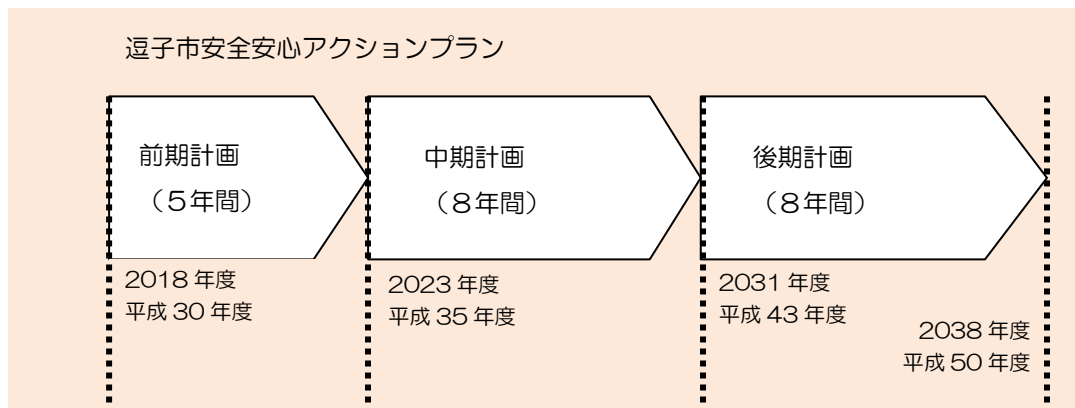 逗子市安全安心アクションプラン
前期計画
(5年間)
中期計画
(8年間)
後期計画
(8年間)
2018 年度
平成 30 年度
2023 年度
平成 35 年度
2031 年度
平成 43 年度
2038 年度
平成 50 年度